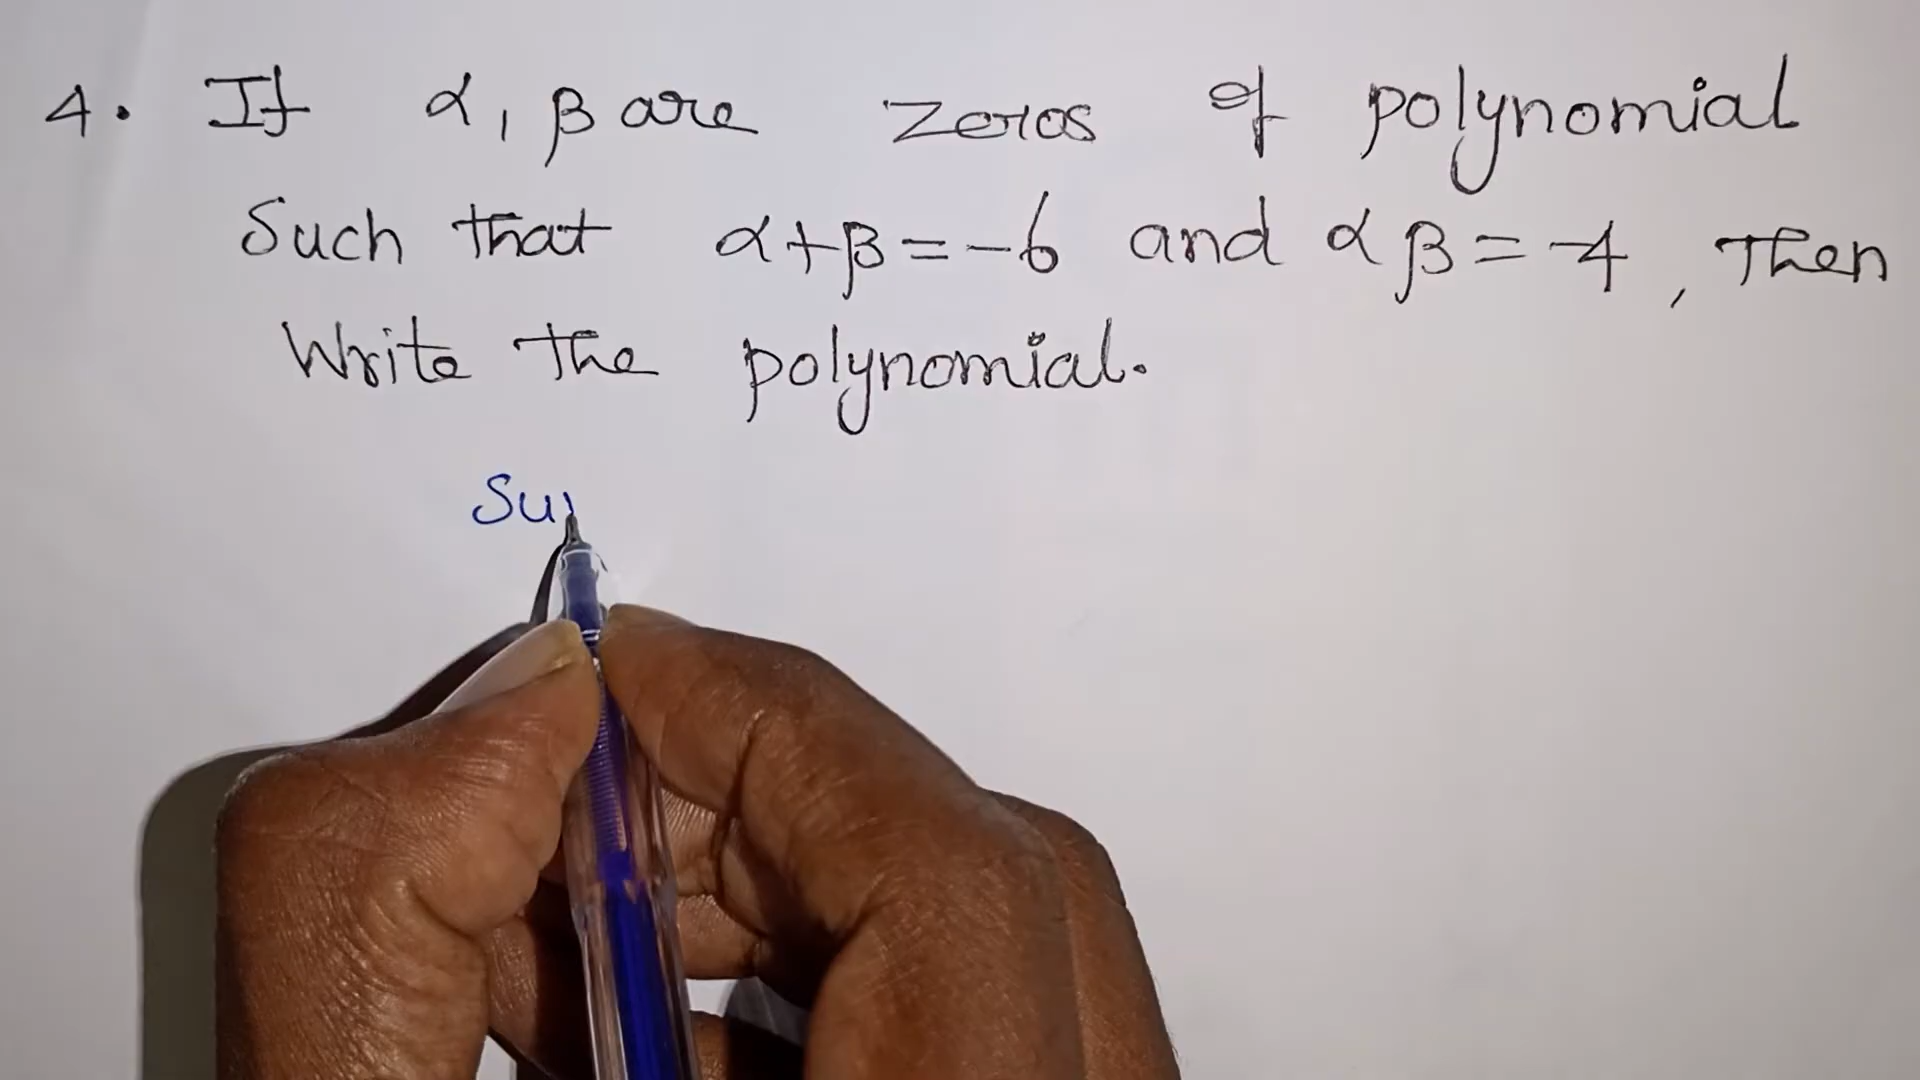 4. If α, β are zeros of polynomial
Such that α+β=-6 and αβ=-4, Then
Write the polynomial.
Su